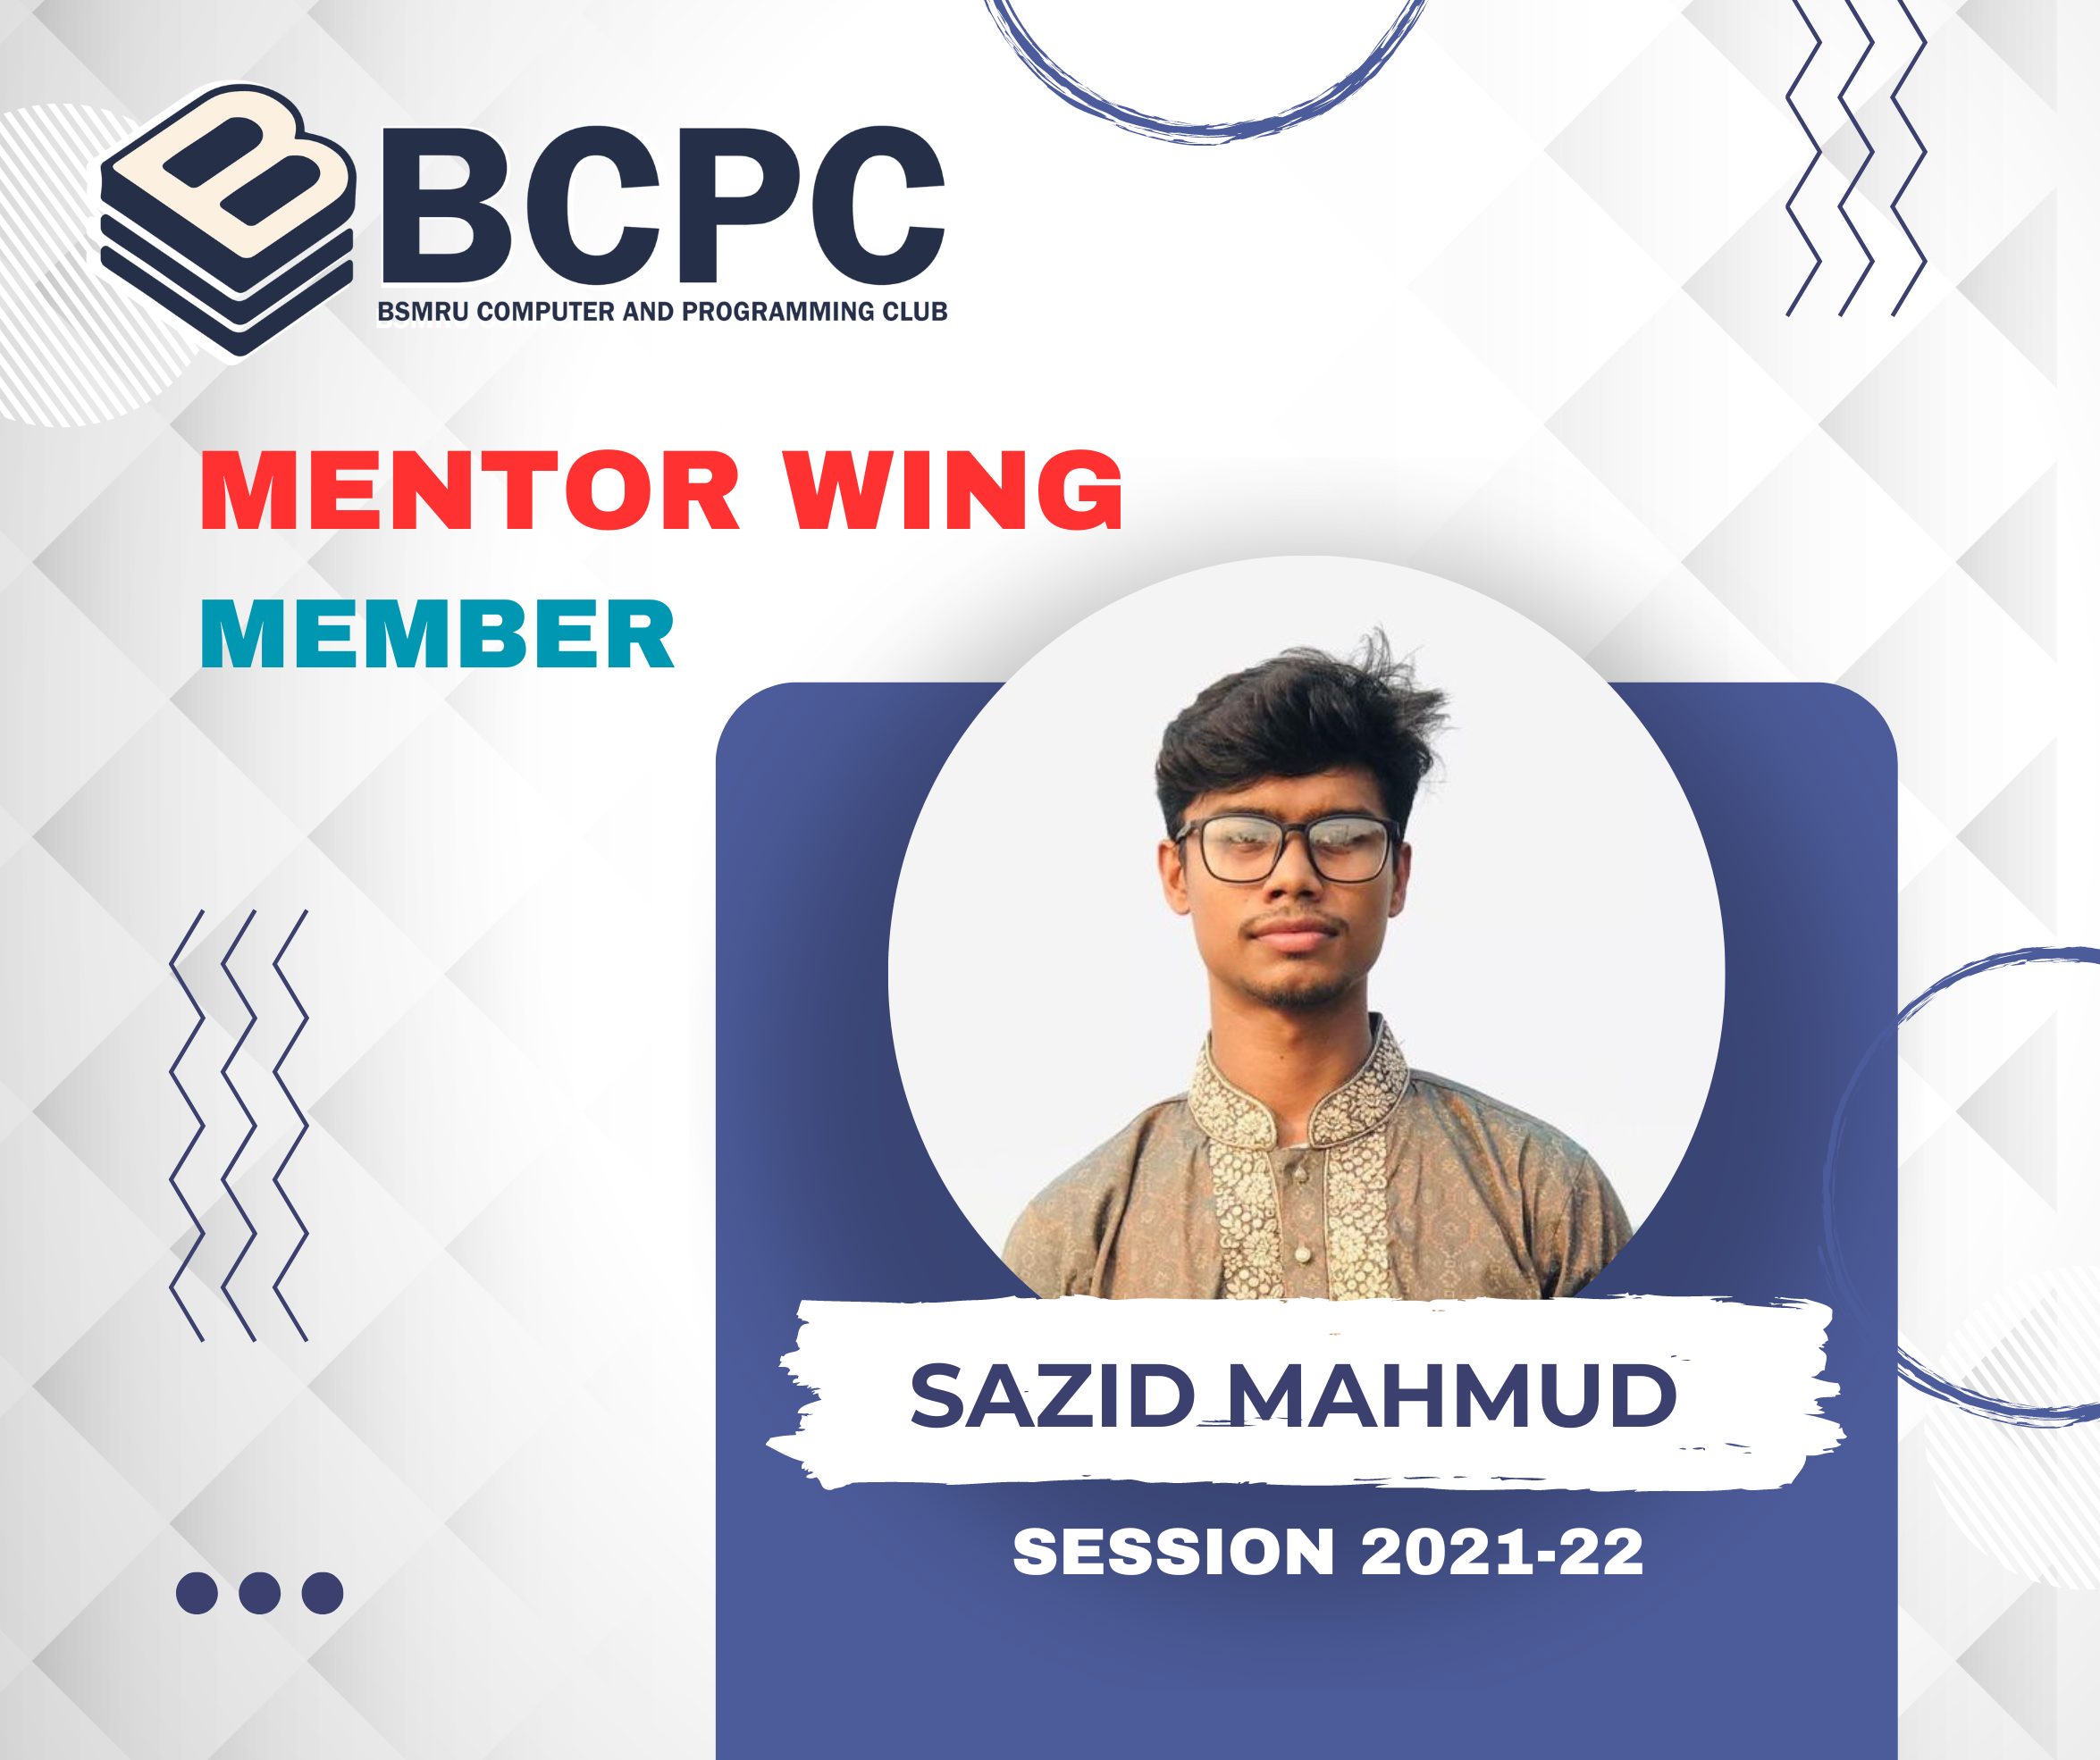 BCPC
BSMRU COMPUTER AND PROGRAMMING CLUB
MENTOR WING
MEMBER
SAZID MAHMUD
SESSION 2021-22